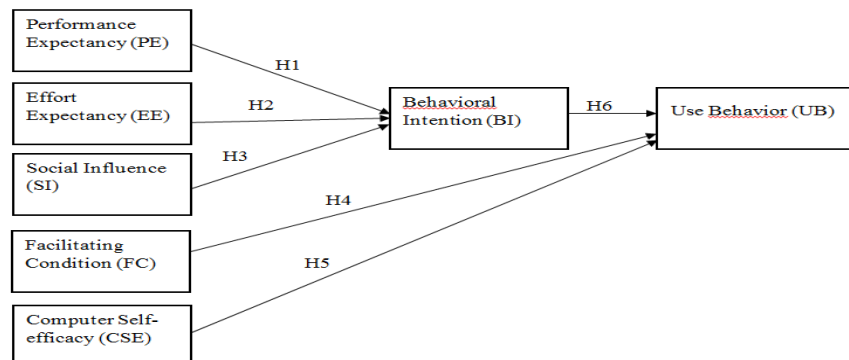 Performance
Expectancy (PE)
H1
Effort
Expectancy (EE)
H2
Behavioral
Intention (BI)
H6
Use Behavior (UB)
Social Influence
(SI)
H3
Facilitating
Condition (FC)
H4
Computer Self-
efficacy (CSE)
H5